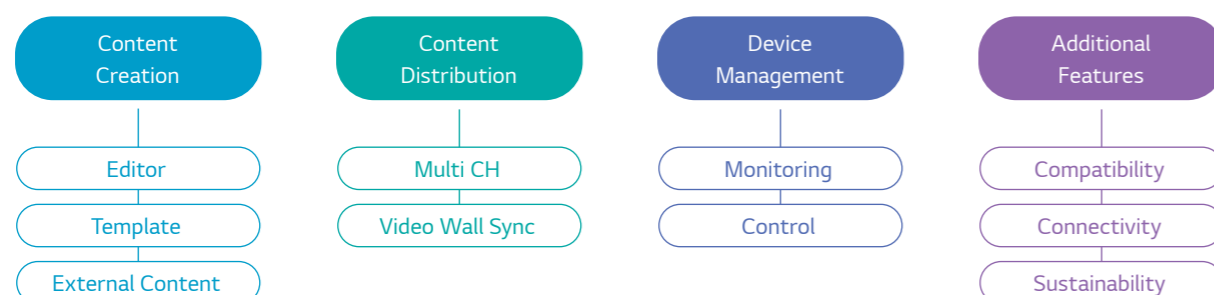 Content
Creation
Editor
Template
External Content
Content
Distribution
Multi CH
Video Wall Sync
Device
Management
Monitoring
Control
Additional
Features
Compatibility
Connectivity
Sustainability